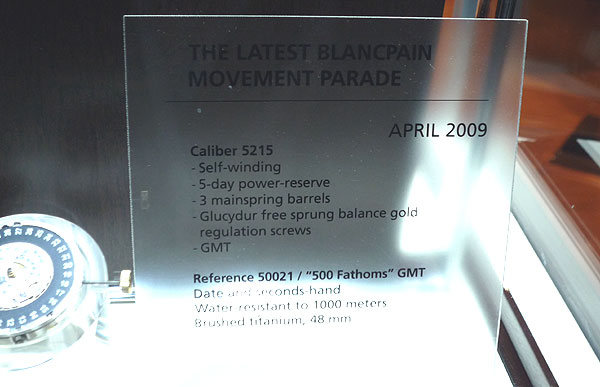 THE LATEST BLANCPAIN
MOVEMENT PARADE
APRIL 2009
Caliber 5215
- Self-winding
- 5-day power-reserve
- 3 mainspring barrels
- Glucydur free sprung balance gold
regulation screws
- GMT
Reference 50021 / “500 Fathoms” GMT
Date and seconds-hand
Water resistant to 1000 meters
Brushed titanium, 48 mm